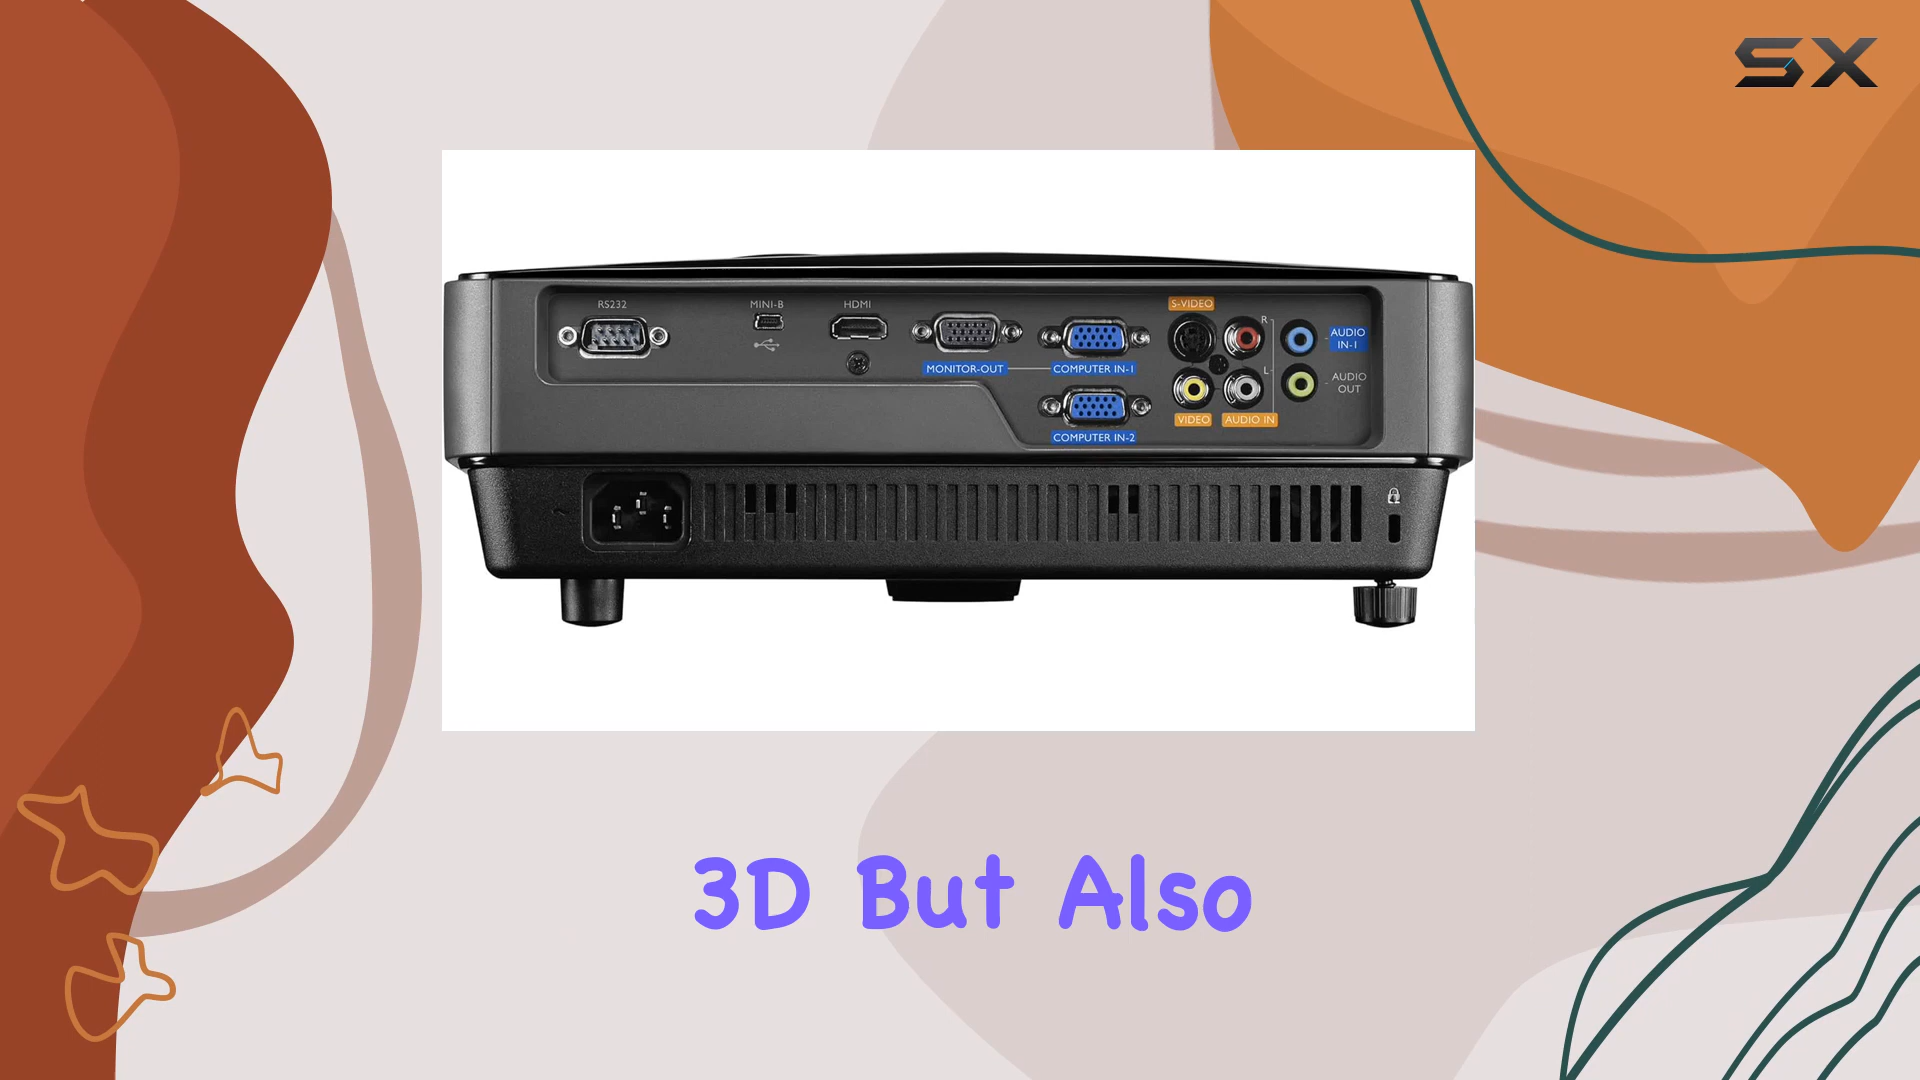 SX
RS232
MINI-B
HDMI
S-VIDEO
R
AUDIO
IN-1
MONITOR-OUT
COMPUTER IN-1
L
AUDIO
OUT
VIDEO
AUDIO IN
COMPUTER IN-2
3D But Also